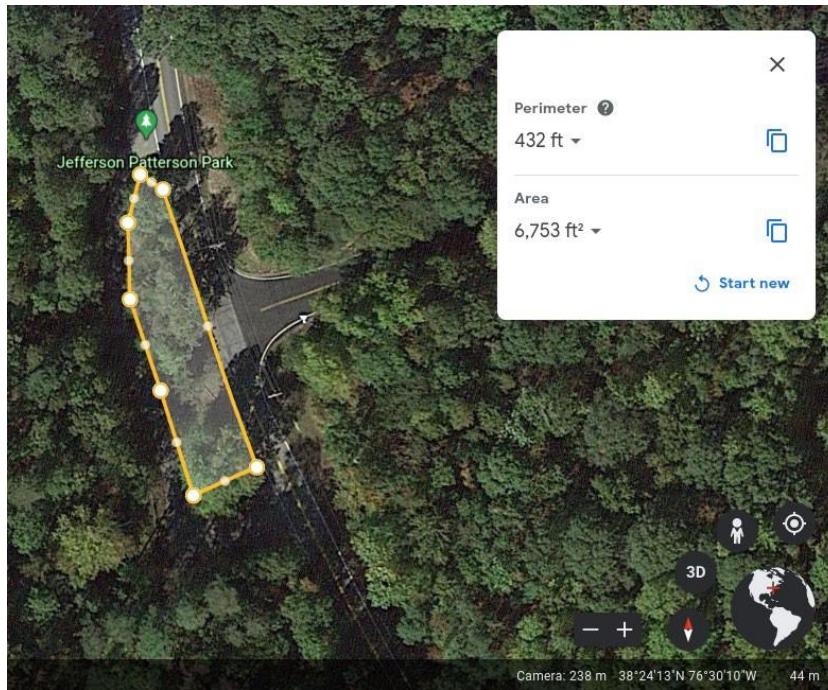 Perimeter
432 ft
Jefferson Patterson Park
Area
6,753 ft²
Start new
3D
Camera: 238 m 38°24'13"N 76°30'10"W 44 m